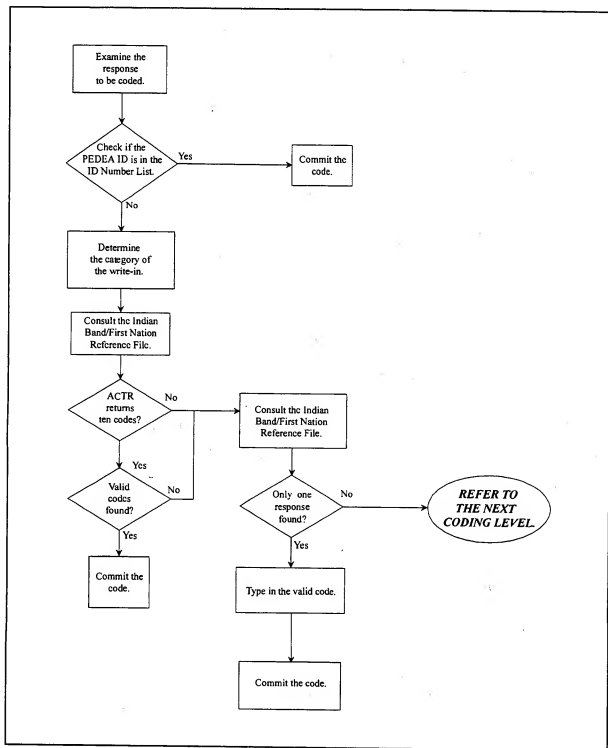 Examine the
response
to be coded.
Check if the
PEDEA ID is in the
ID Number List.
Yes
Commit the
code.
No
Determine
the category of
the write-in.
Consult the Indian
Band/First Nation
Reference File.
ACTR
returns
ten codes?
No
Consult the Indian
Band/First Nation
Reference File.
Yes
Valid
codes
found?
No
Only one
response
found?
No
REFER TO
THE NEXT
CODING LEVEL.
Yes
Yes
Commit the
code.
Type in the valid code.
Commit the code.